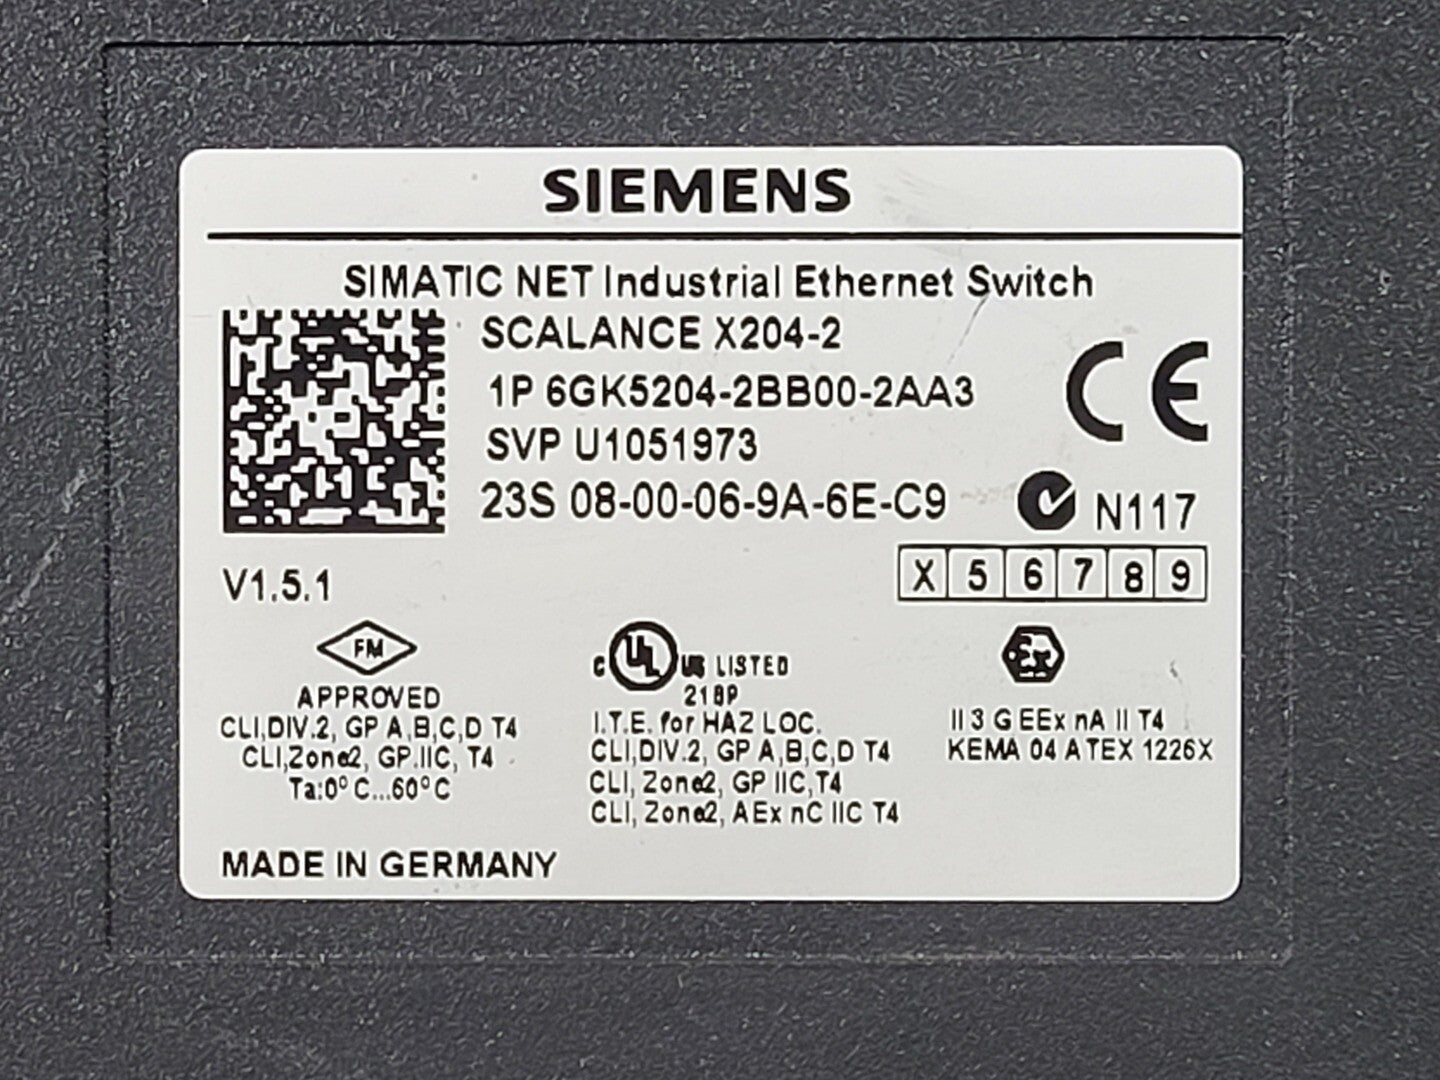 SIEMENS
SIMATIC NET Industrial Ethernet Switch
SCALANCE X204-2
1P 6GK5204-2BB00-2AA3
SVP U1051973
23S 08-00-06-9A-6E-C9
CE
N117
V1.5.1
X 5 6 7 8 9
FM
APPROVED
CLI,DIV.2, GP A,B,C,D T4
CLI,Zone2, GP.IIC, T4
Ta:0°C...60°C
C UL US LISTED
21BP
I.T.E. for HAZ LOC.
CLI,DIV.2, GP A,B,C,D T4
CLI, Zone2, GP IIC,T4
CLI, Zone2, AEx nC IIC T4
Ex
II 3 G EEx nA II T4
KEMA 04 ATEX 1226X
MADE IN GERMANY